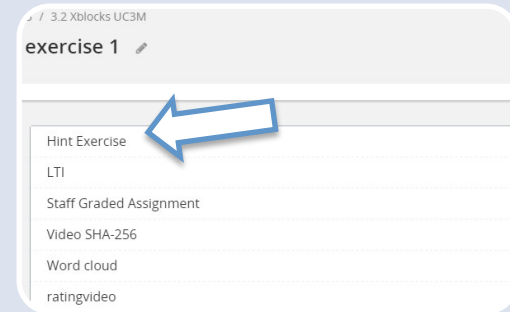 / 3.2 Xblocks UC3M
exercise 1
Hint Exercise
LTI
Staff Graded Assignment
Video SHA-256
Word cloud
ratingvideo